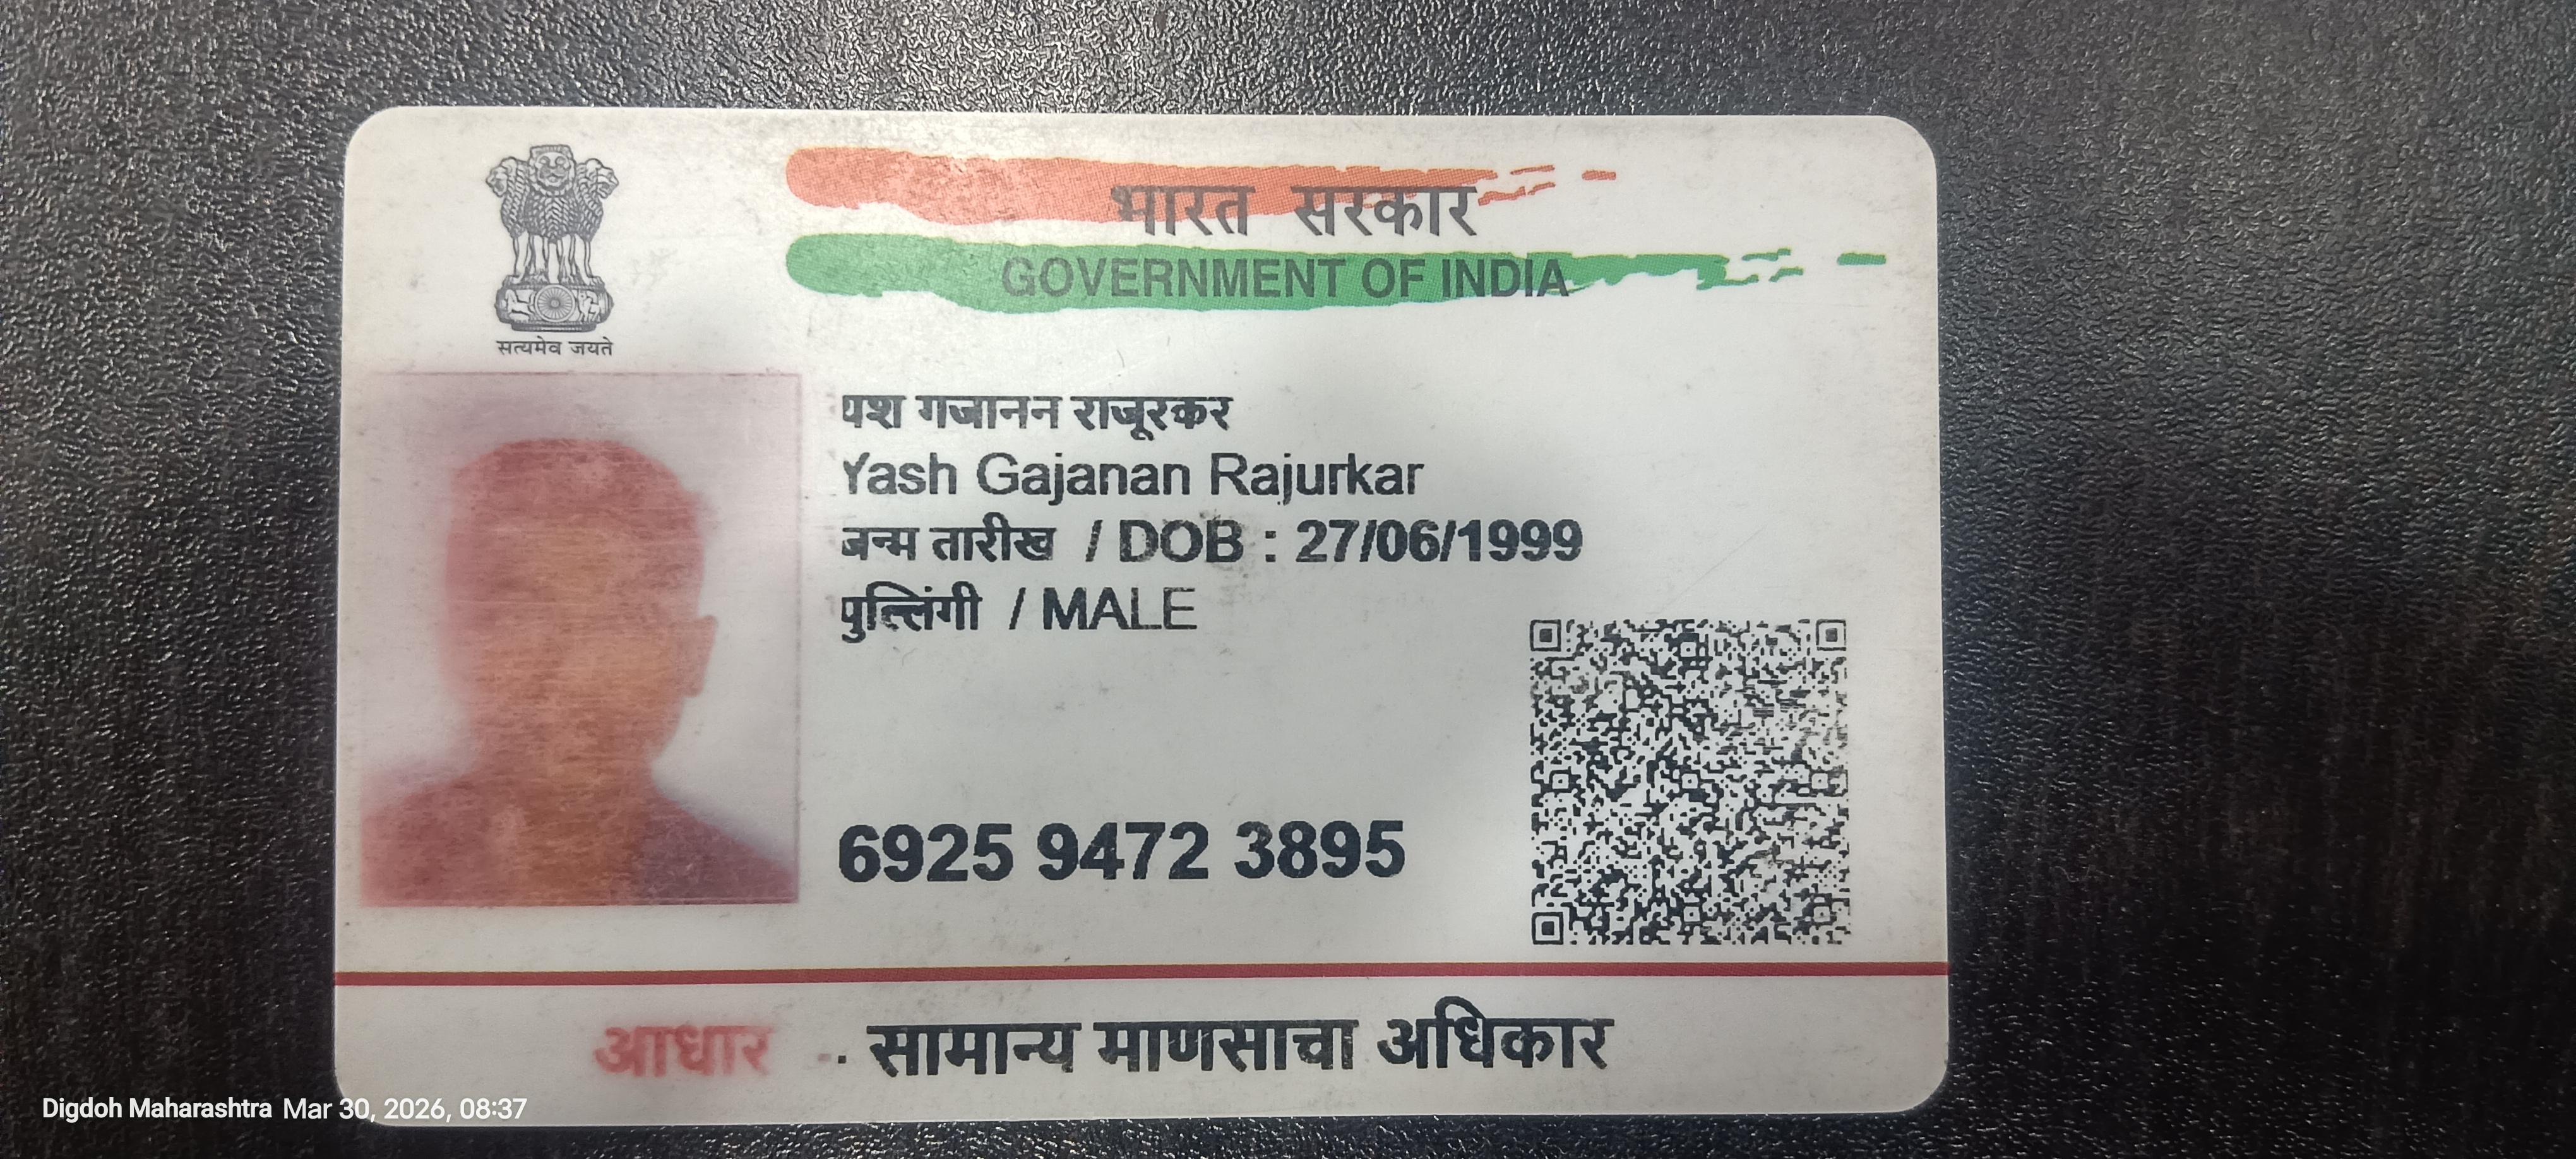 भारत सरकार
GOVERNMENT OF INDIA
सत्यमेव जयते
यश गजानन राजूरकर
Yash Gajanan Rajurkar
जन्म तारीख / DOB : 27/06/1999
पुल्लिंगी / MALE
6925 9472 3895
आधार - सामान्य माणसाचा अधिकार
Digdoh Maharashtra Mar 30, 2026, 08:37